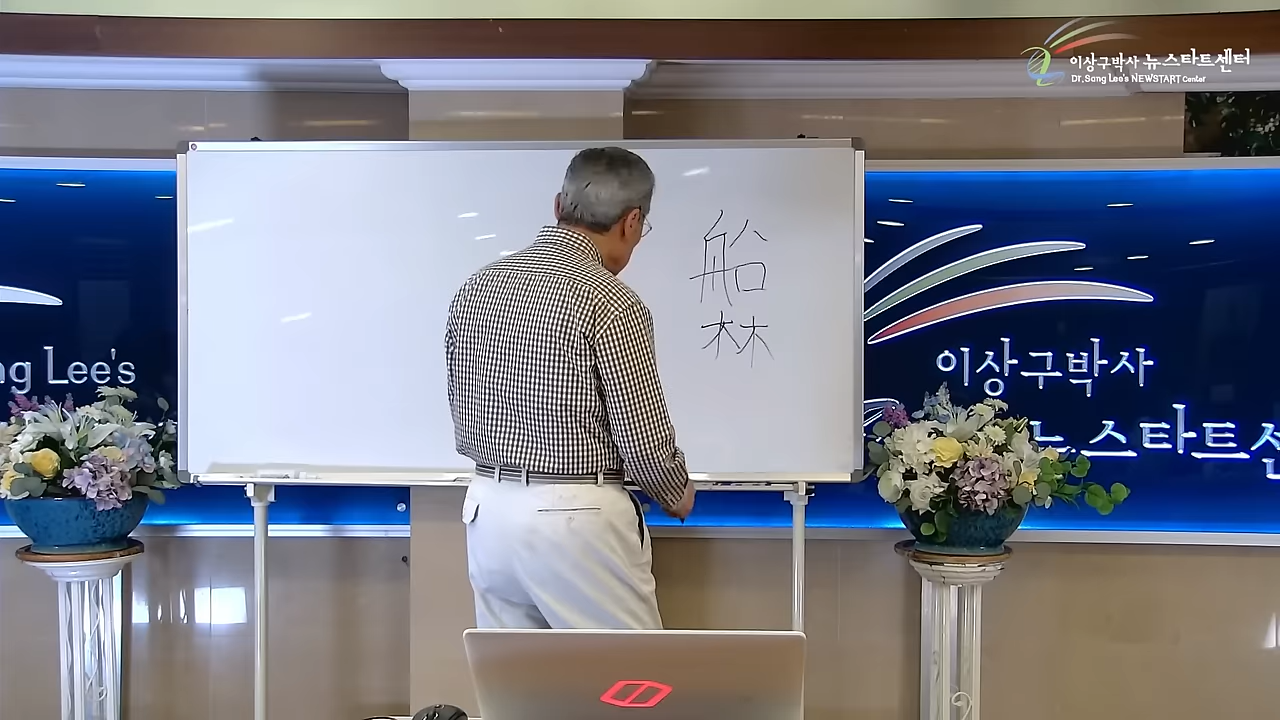 이상구박사 뉴스타트센터
Dr.Sang Lee's NEWSTART Center
船
林
ng Lee's
이상구박사
뉴스타트센